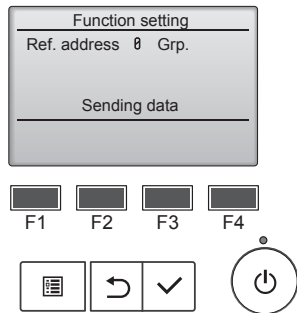 Function setting
Ref. address 0 Grp.
Sending data
F1 F2 F3 F4